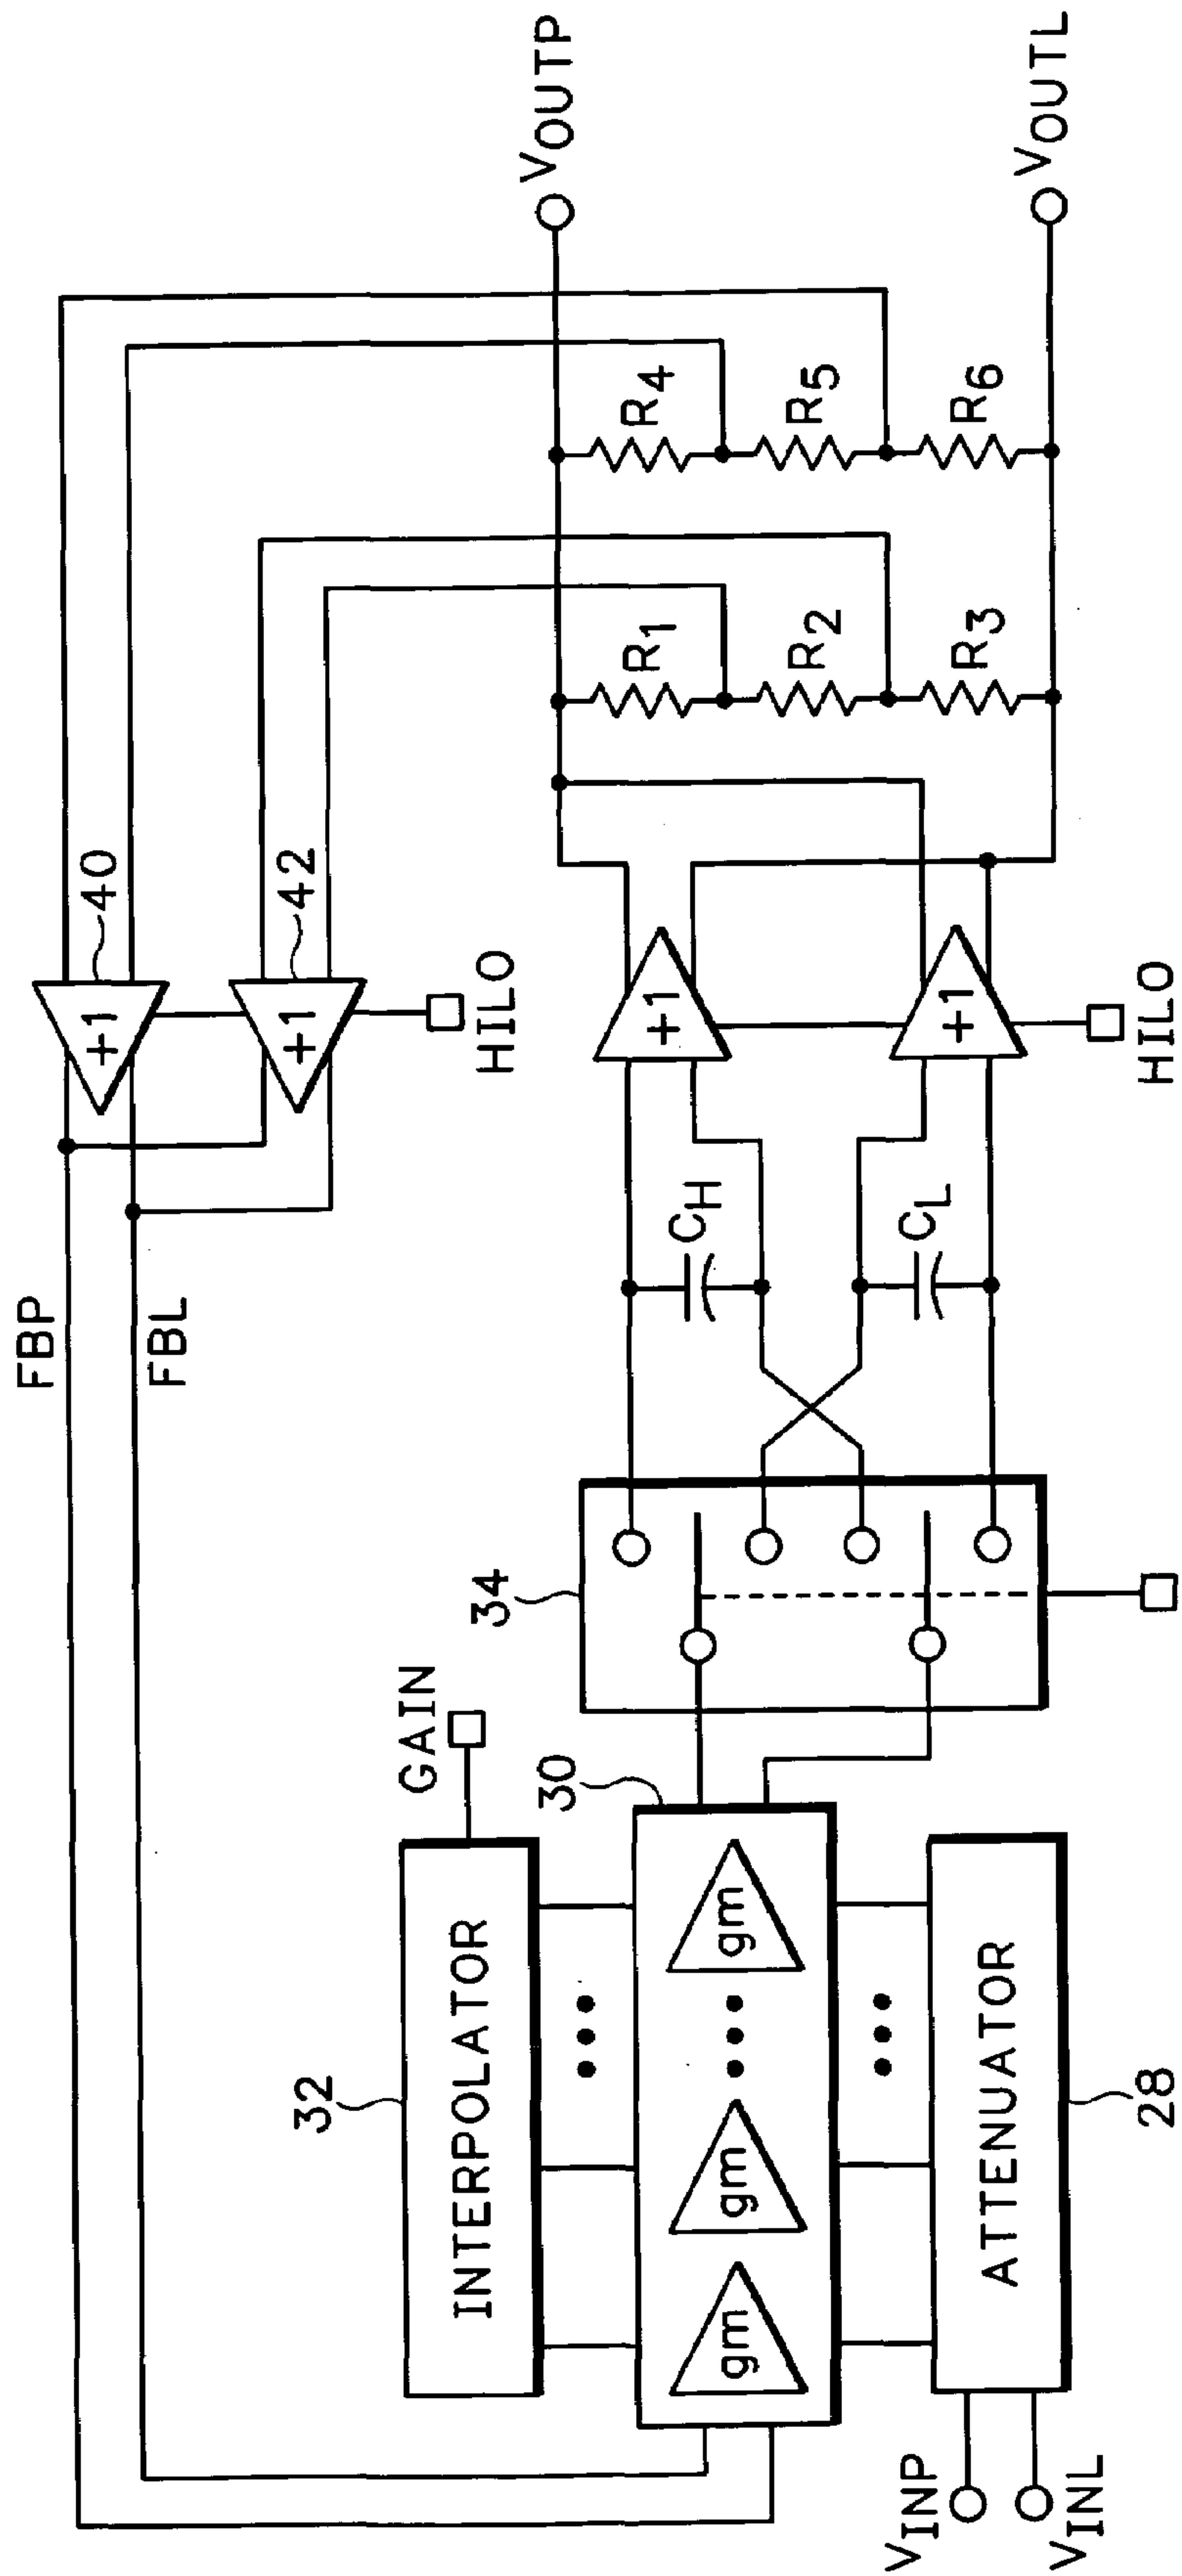 FBP
FBL
40
+1
42
+1
HILO
VOUTP
VOUTL
R1
R2
R3
R4
R5
R6
GAIN
32
INTERPOLATOR
30
gm
gm
gm
34
CH
CL
+1
+1
HILO
ATTENUATOR
28
VINP
VINL